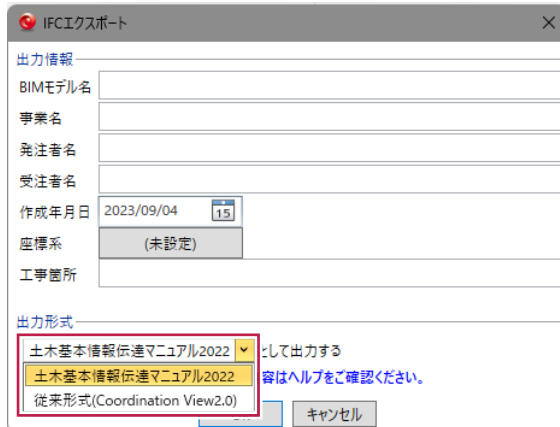 IFCエクスポート
出力情報
BIMモデル名
事業名
発注者名
受注者名
作成年月日 2023/09/04 15
座標系 (未設定)
工事箇所
出力形式
土木基本情報伝達マニュアル2022 として出力する
土木基本情報伝達マニュアル2022 容はヘルプをご確認ください。
従来形式(Coordination View2.0)
キャンセル